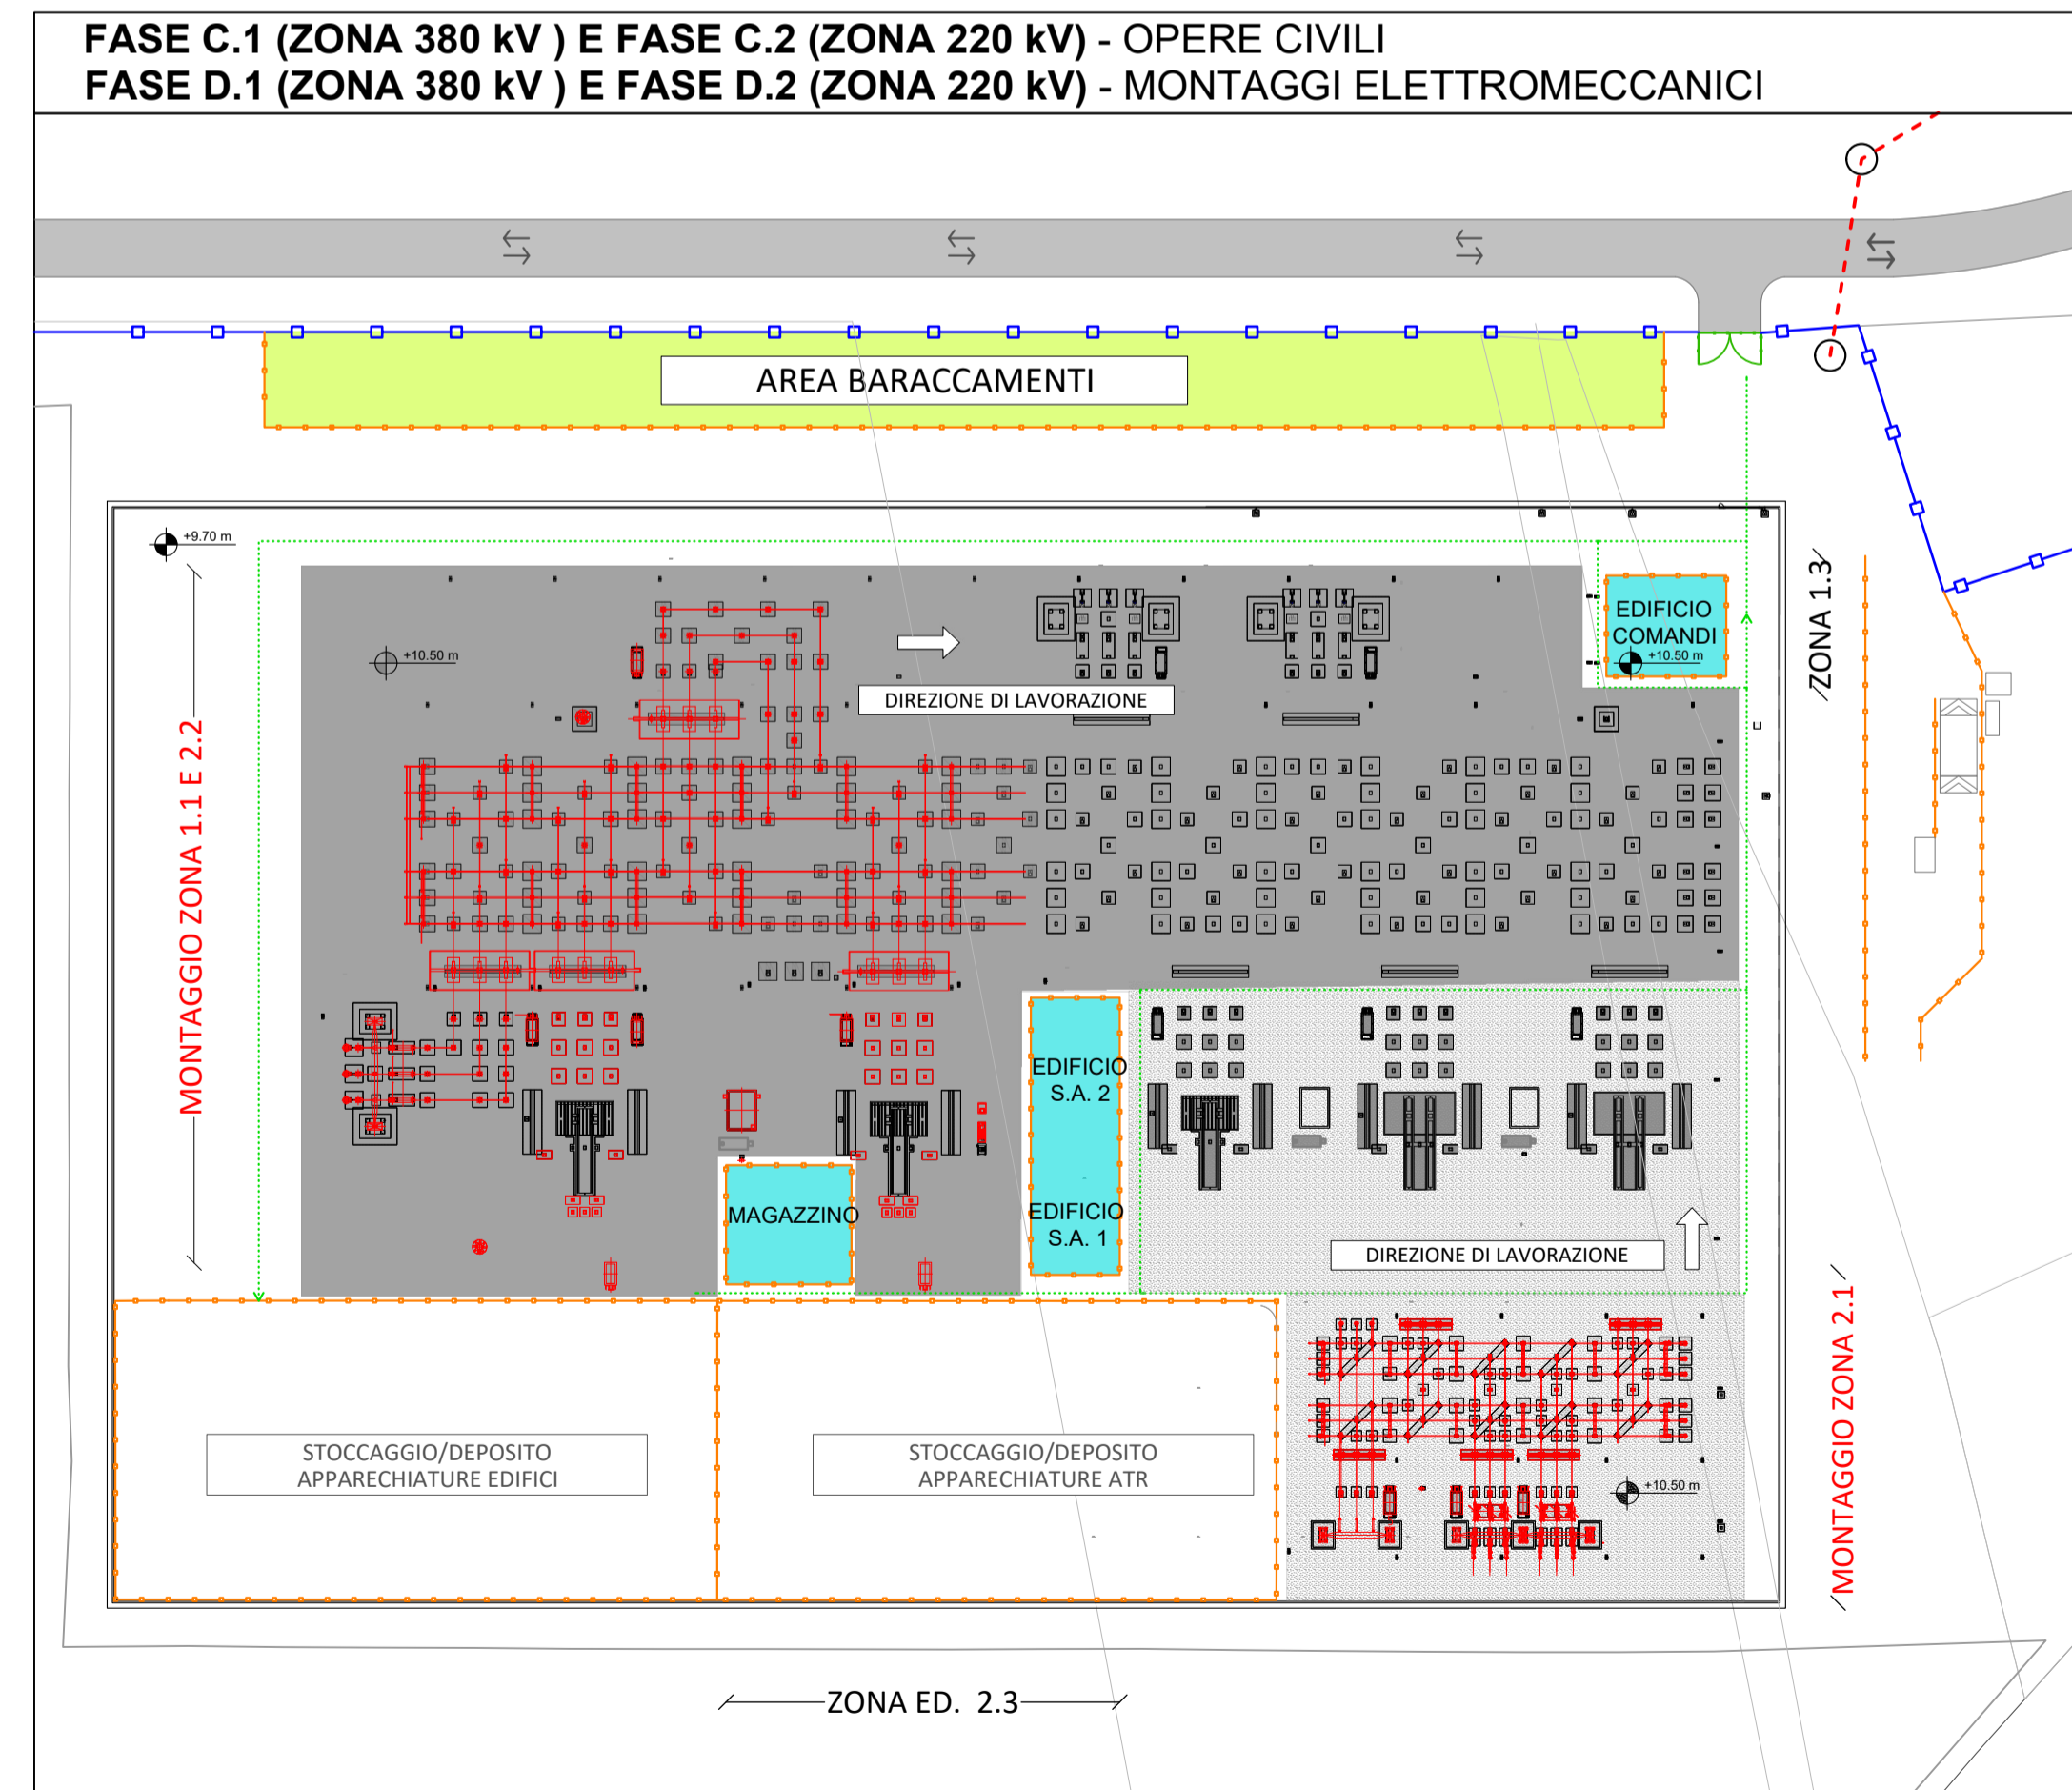 FASE C.1 (ZONA 380 kV ) E FASE C.2 (ZONA 220 kV) - OPERE CIVILI
FASE D.1 (ZONA 380 kV ) E FASE D.2 (ZONA 220 kV) - MONTAGGI ELETTROMECCANICI
AREA BARACCAMENTI
+9.70 m
+10.50 m
DIREZIONE DI LAVORAZIONE
EDIFICIO
COMANDI
+10.50 m
ZONA 1.3
MONTAGGIO ZONA 1.1 E 2.2
EDIFICIO
S.A. 2
EDIFICIO
S.A. 1
MAGAZZINO
DIREZIONE DI LAVORAZIONE
STOCCAGGIO/DEPOSITO
APPARECHIATURE EDIFICI
STOCCAGGIO/DEPOSITO
APPARECHIATURE ATR
+10.50 m
MONTAGGIO ZONA 2.1
ZONA ED. 2.3